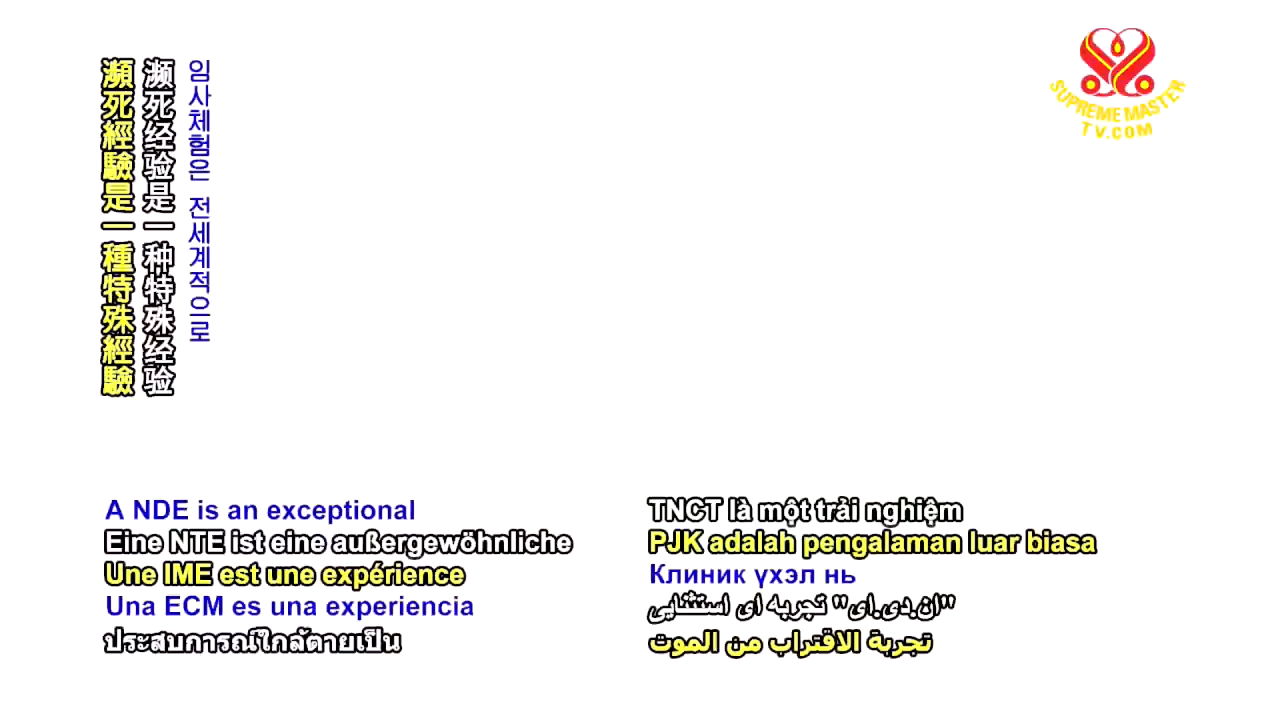 瀕死經驗是一種特殊經驗
濒死经验是一种特殊经验
임사체험은 전세계적으로
SUPREME MASTER
TV.COM
A NDE is an exceptional
Eine NTE ist eine außergewöhnliche
Une IME est une expérience
Una ECM es una experiencia
ประสบการณ์ใกล้ตายเป็น
TNCT là một trải nghiệm
PJK adalah pengalaman luar biasa
Клиник үхэл нь
"ان.دی.ای" تجربه ای استثنایی
تجربة الاقتراب من الموت